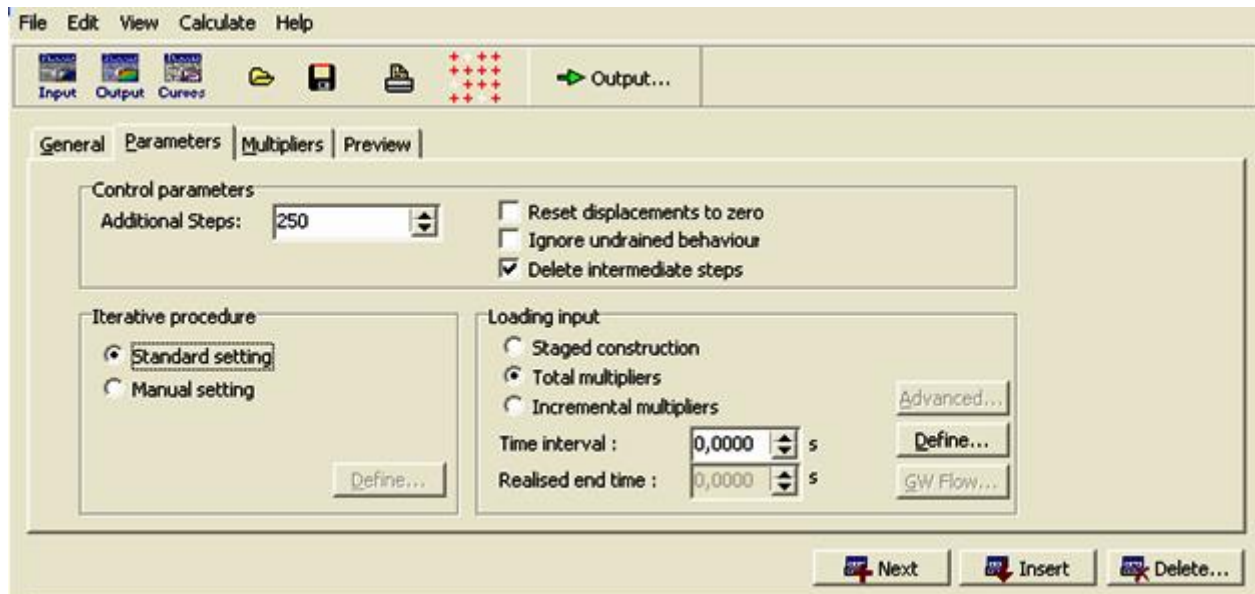 File Edit View Calculate Help
Input Output Curves Output...
General Parameters Multipliers Preview
Control parameters
Additional Steps: 250
Reset displacements to zero
Ignore undrained behaviour
Delete intermediate steps
Iterative procedure
Standard setting
Manual setting
Define...
Loading input
Staged construction
Total multipliers
Incremental multipliers
Advanced...
Time interval : 0,0000 s
Define...
Realised end time : 0,0000 s
GW Flow...
Next Insert Delete...